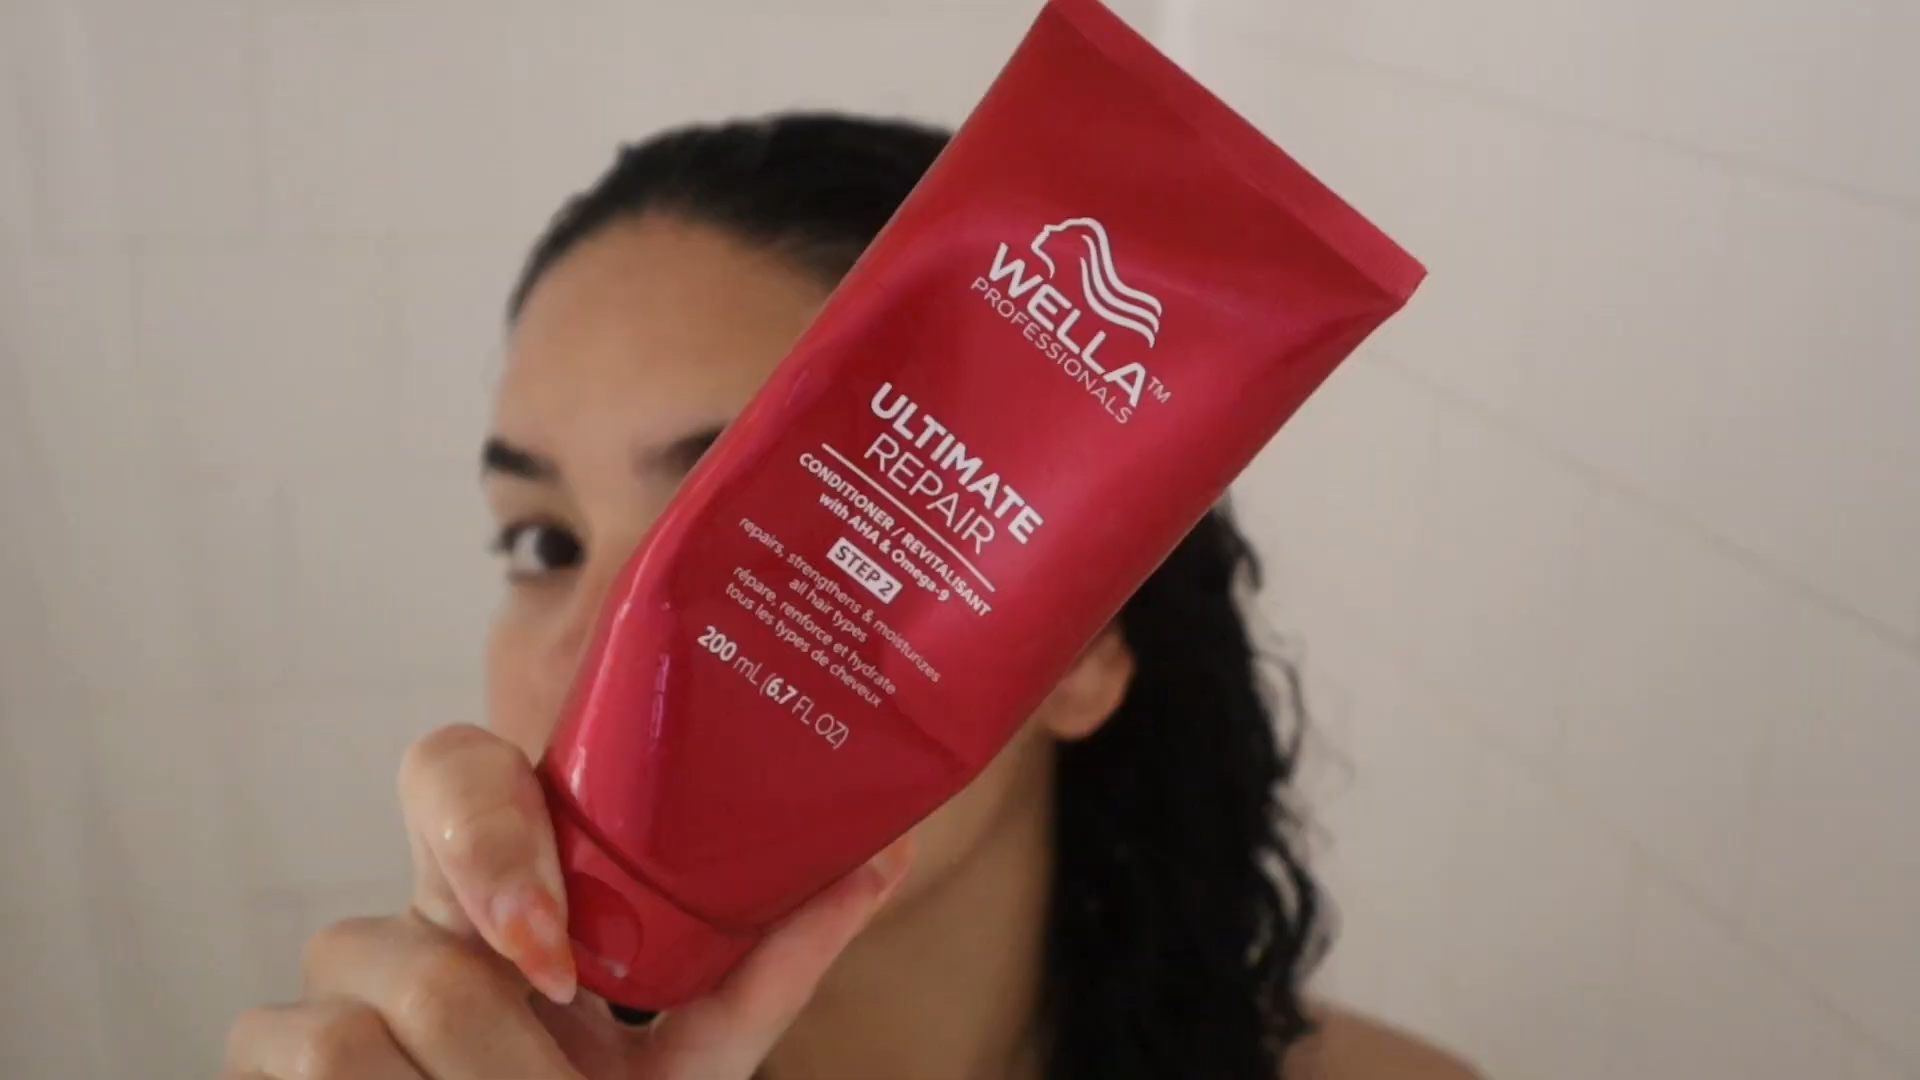 WELLA™
PROFESSIONALS
ULTIMATE
REPAIR
CONDITIONER / REVITALISANT
with AHA & Omega-9
STEP 2
repairs, strengthens & moisturizes
all hair types
répare, renforce et hydrate
tous les types de cheveux
200 mL (6.7 FL OZ)